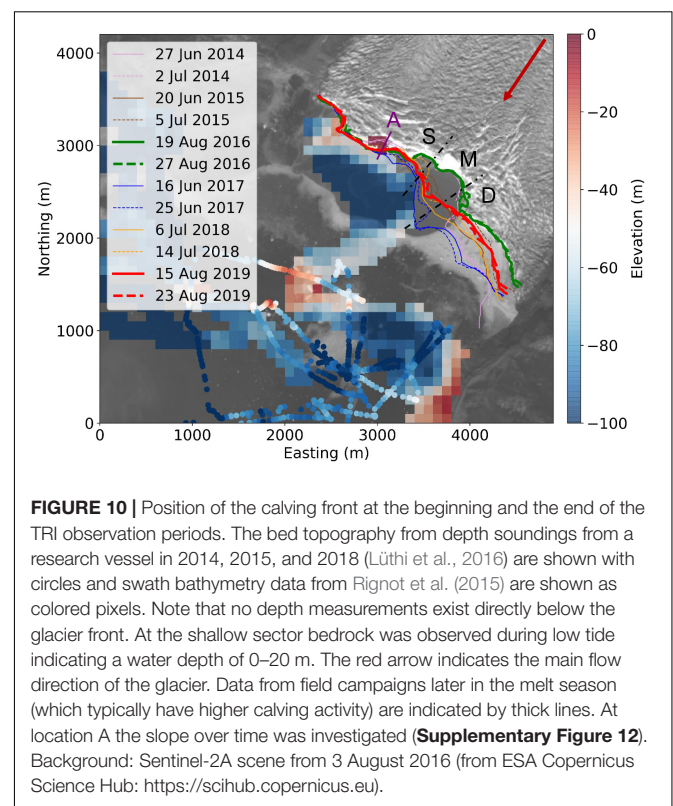 4000
3000
2000
1000
0
Northing (m)
27 Jun 2014
2 Jul 2014
20 Jun 2015
5 Jul 2015
19 Aug 2016
27 Aug 2016
16 Jun 2017
25 Jun 2017
6 Jul 2018
14 Jul 2018
15 Aug 2019
23 Aug 2019
A
S
M
D
0
−20
−40
−60
−80
−100
Elevation (m)
0 1000 2000 3000 4000
Easting (m)
FIGURE 10 | Position of the calving front at the beginning and the end of the
TRI observation periods. The bed topography from depth soundings from a
research vessel in 2014, 2015, and 2018 (Lüthi et al., 2016) are shown with
circles and swath bathymetry data from Rignot et al. (2015) are shown as
colored pixels. Note that no depth measurements exist directly below the
glacier front. At the shallow sector bedrock was observed during low tide
indicating a water depth of 0–20 m. The red arrow indicates the main flow
direction of the glacier. Data from field campaigns later in the melt season
(which typically have higher calving activity) are indicated by thick lines. At
location A the slope over time was investigated (Supplementary Figure 12).
Background: Sentinel-2A scene from 3 August 2016 (from ESA Copernicus
Science Hub: https://scihub.copernicus.eu).